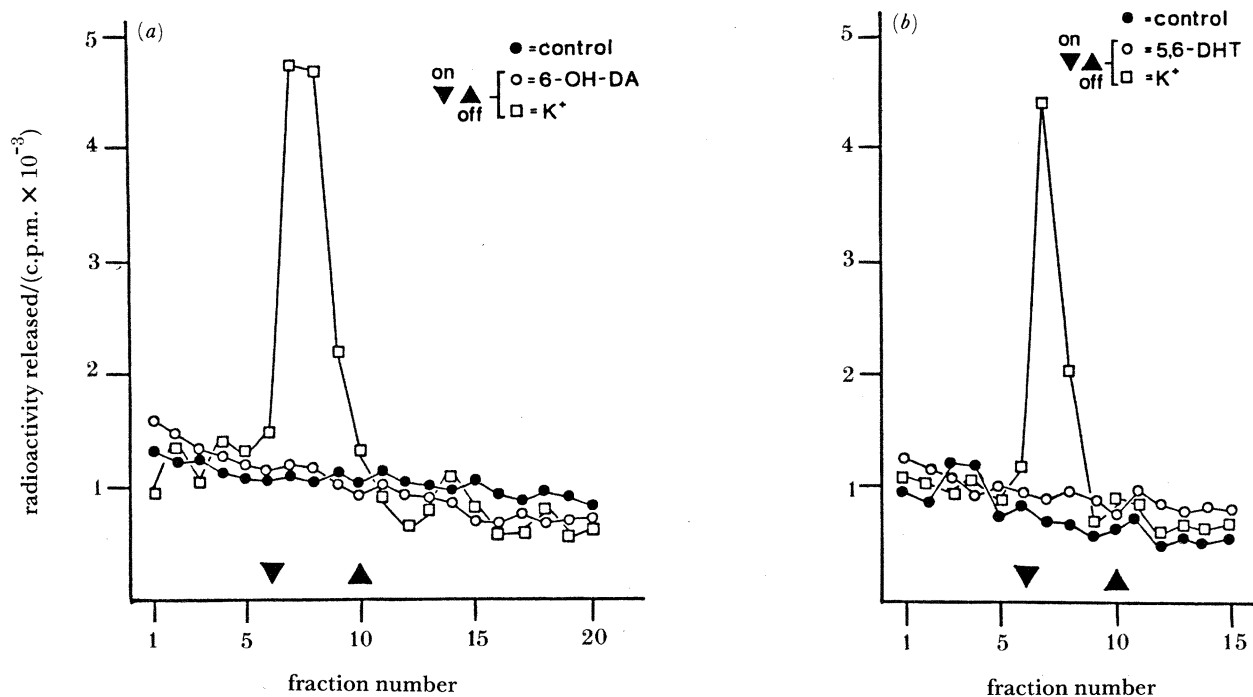 (a)
● =control
on
▼▲ ○ =6-OH-DA
off □ =K⁺
5
4
3
2
1
radioactivity released/(c.p.m. × 10⁻³)
1 5 10 15 20
fraction number
(b)
● =control
on
▼▲ ○ =5,6-DHT
off □ =K⁺
5
4
3
2
1
1 5 10 15
fraction number